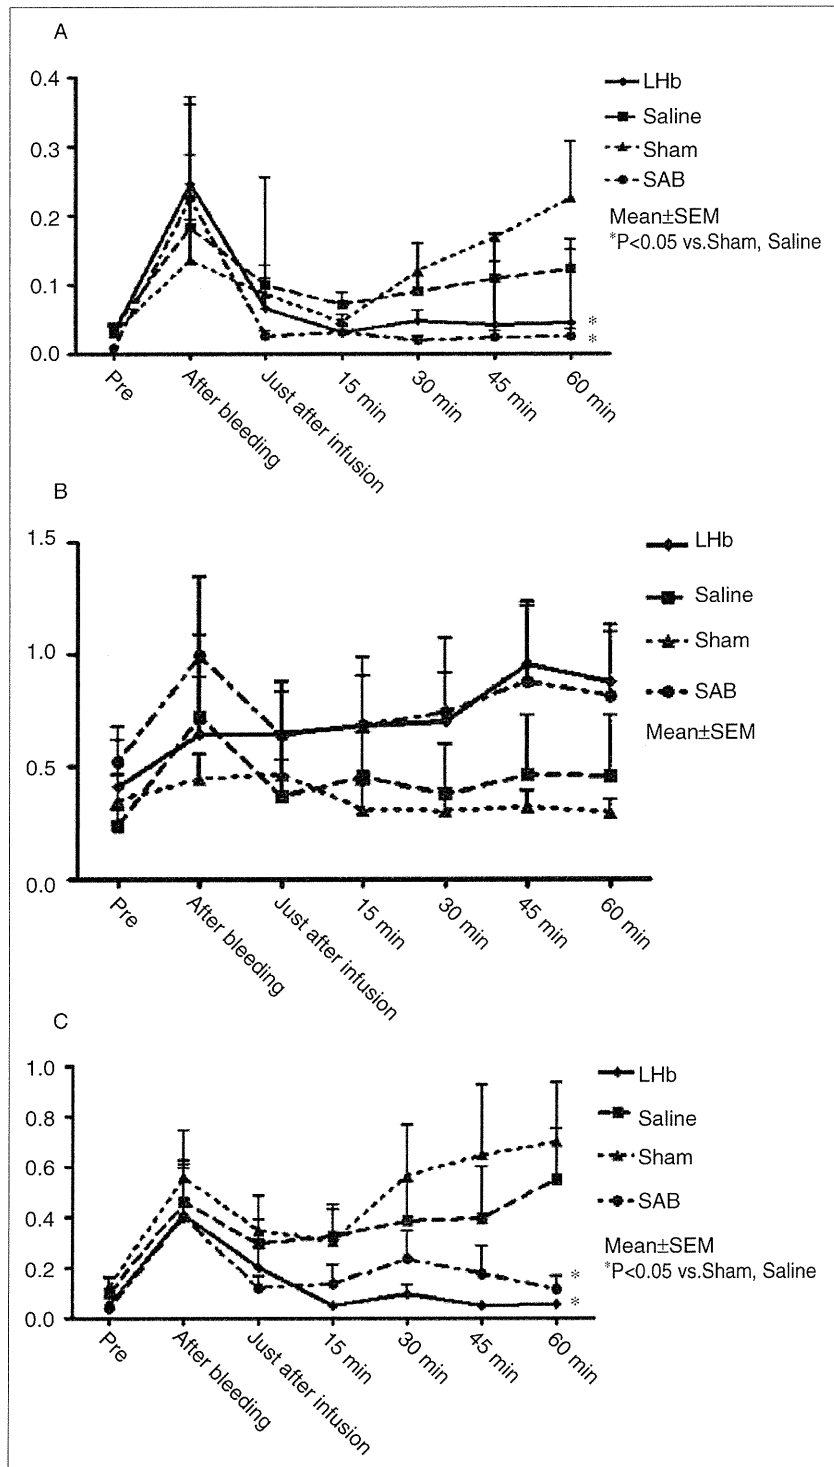 A
0.4
0.3
0.2
0.1
0.0
Pre
After bleeding
Just after infusion
15 min
30 min
45 min
60 min
LHb
Saline
Sham
SAB
Mean±SEM
*P<0.05 vs.Sham, Saline
*
*
B
1.5
1.0
0.5
0.0
Pre
After bleeding
Just after infusion
15 min
30 min
45 min
60 min
LHb
Saline
Sham
SAB
Mean±SEM
C
1.0
0.8
0.6
0.4
0.2
0.0
Pre
After bleeding
Just after infusion
15 min
30 min
45 min
60 min
LHb
Saline
Sham
SAB
Mean±SEM
*P<0.05 vs.Sham, Saline
*
*